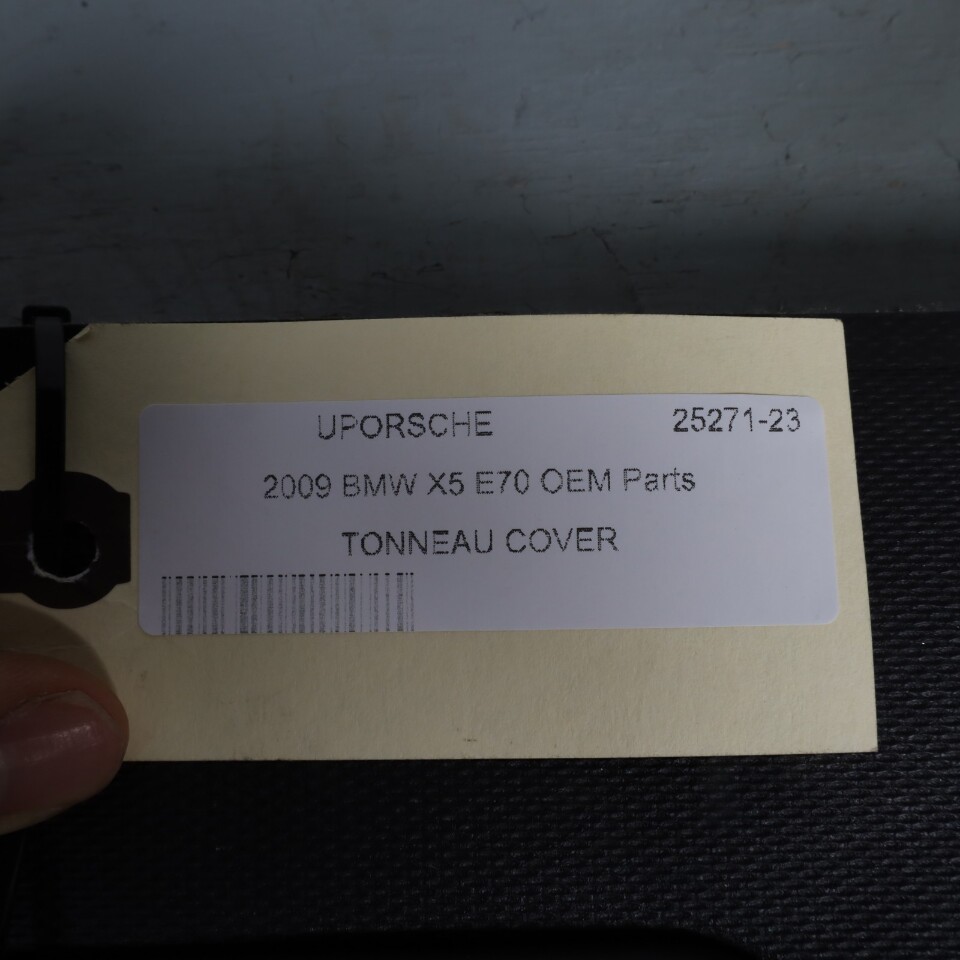 UPORSCHE 25271-23
2009 BMW X5 E70 OEM Parts
TONNEAU COVER